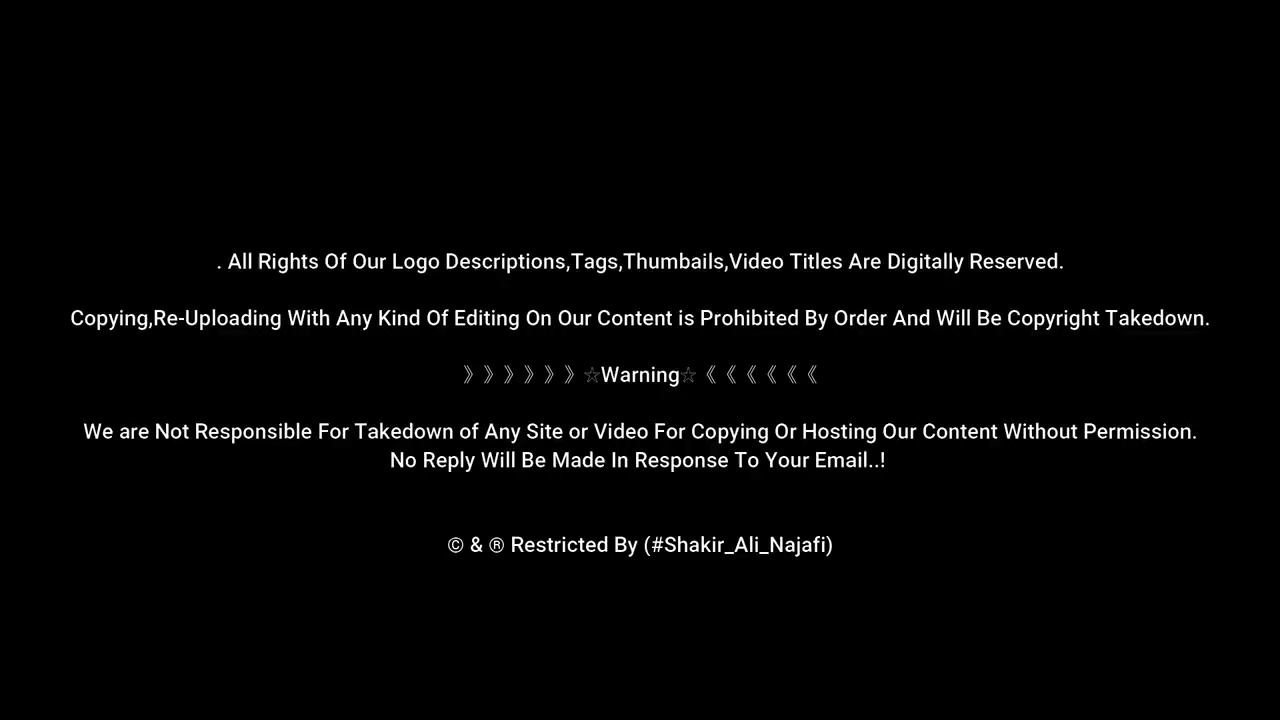 . All Rights Of Our Logo Descriptions,Tags,Thumbails,Video Titles Are Digitally Reserved.
Copying,Re-Uploading With Any Kind Of Editing On Our Content is Prohibited By Order And Will Be Copyright Takedown.
》》》》》》☆Warning☆《《《《《《
We are Not Responsible For Takedown of Any Site or Video For Copying Or Hosting Our Content Without Permission.
No Reply Will Be Made In Response To Your Email..!
© & ® Restricted By (#Shakir_Ali_Najafi)